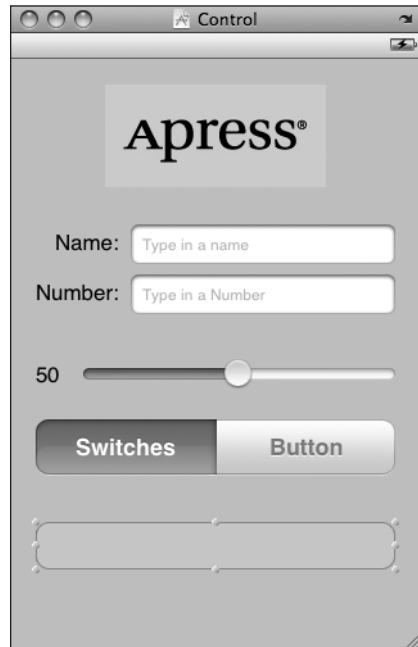 Control
Apress®
Name: Type in a name
Number: Type in a Number
50
Switches Button